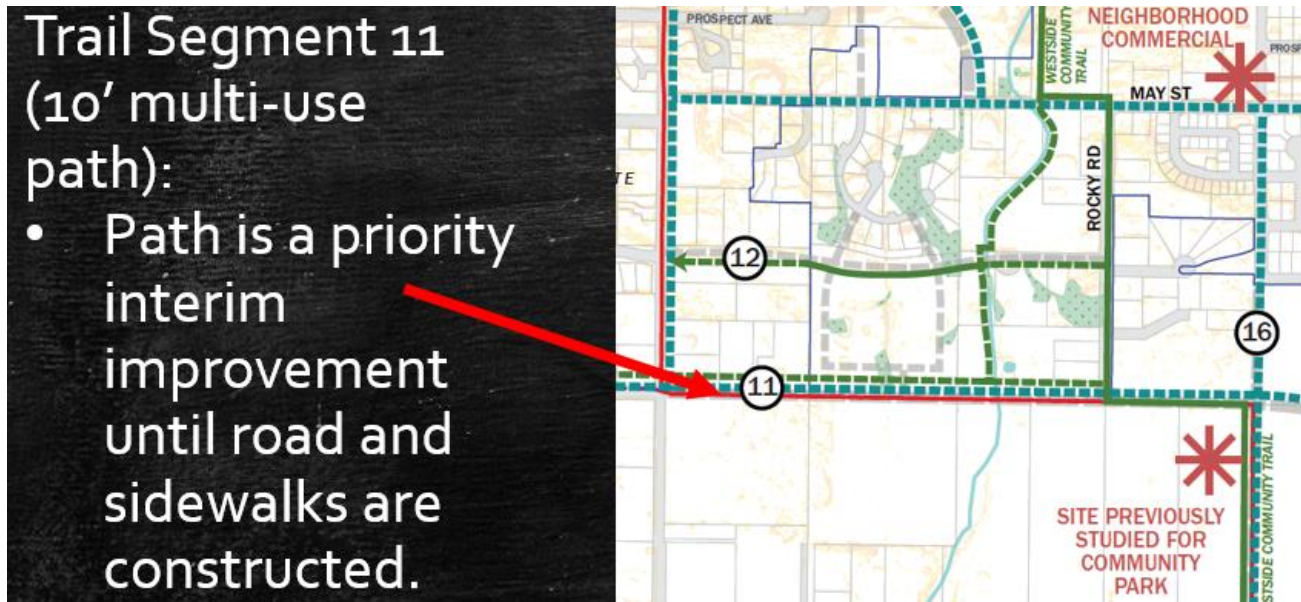 Trail Segment 11
(10' multi-use
path):
• Path is a priority
interim
improvement
until road and
sidewalks are
constructed.
PROSPECT AVE
WESTSIDE
COMMUNITY
TRAIL
NEIGHBORHOOD
COMMERCIAL
MAY ST
ROCKY RD
12
16
11
SITE PREVIOUSLY
STUDIED FOR
COMMUNITY
PARK
COMMUNITY TRAIL